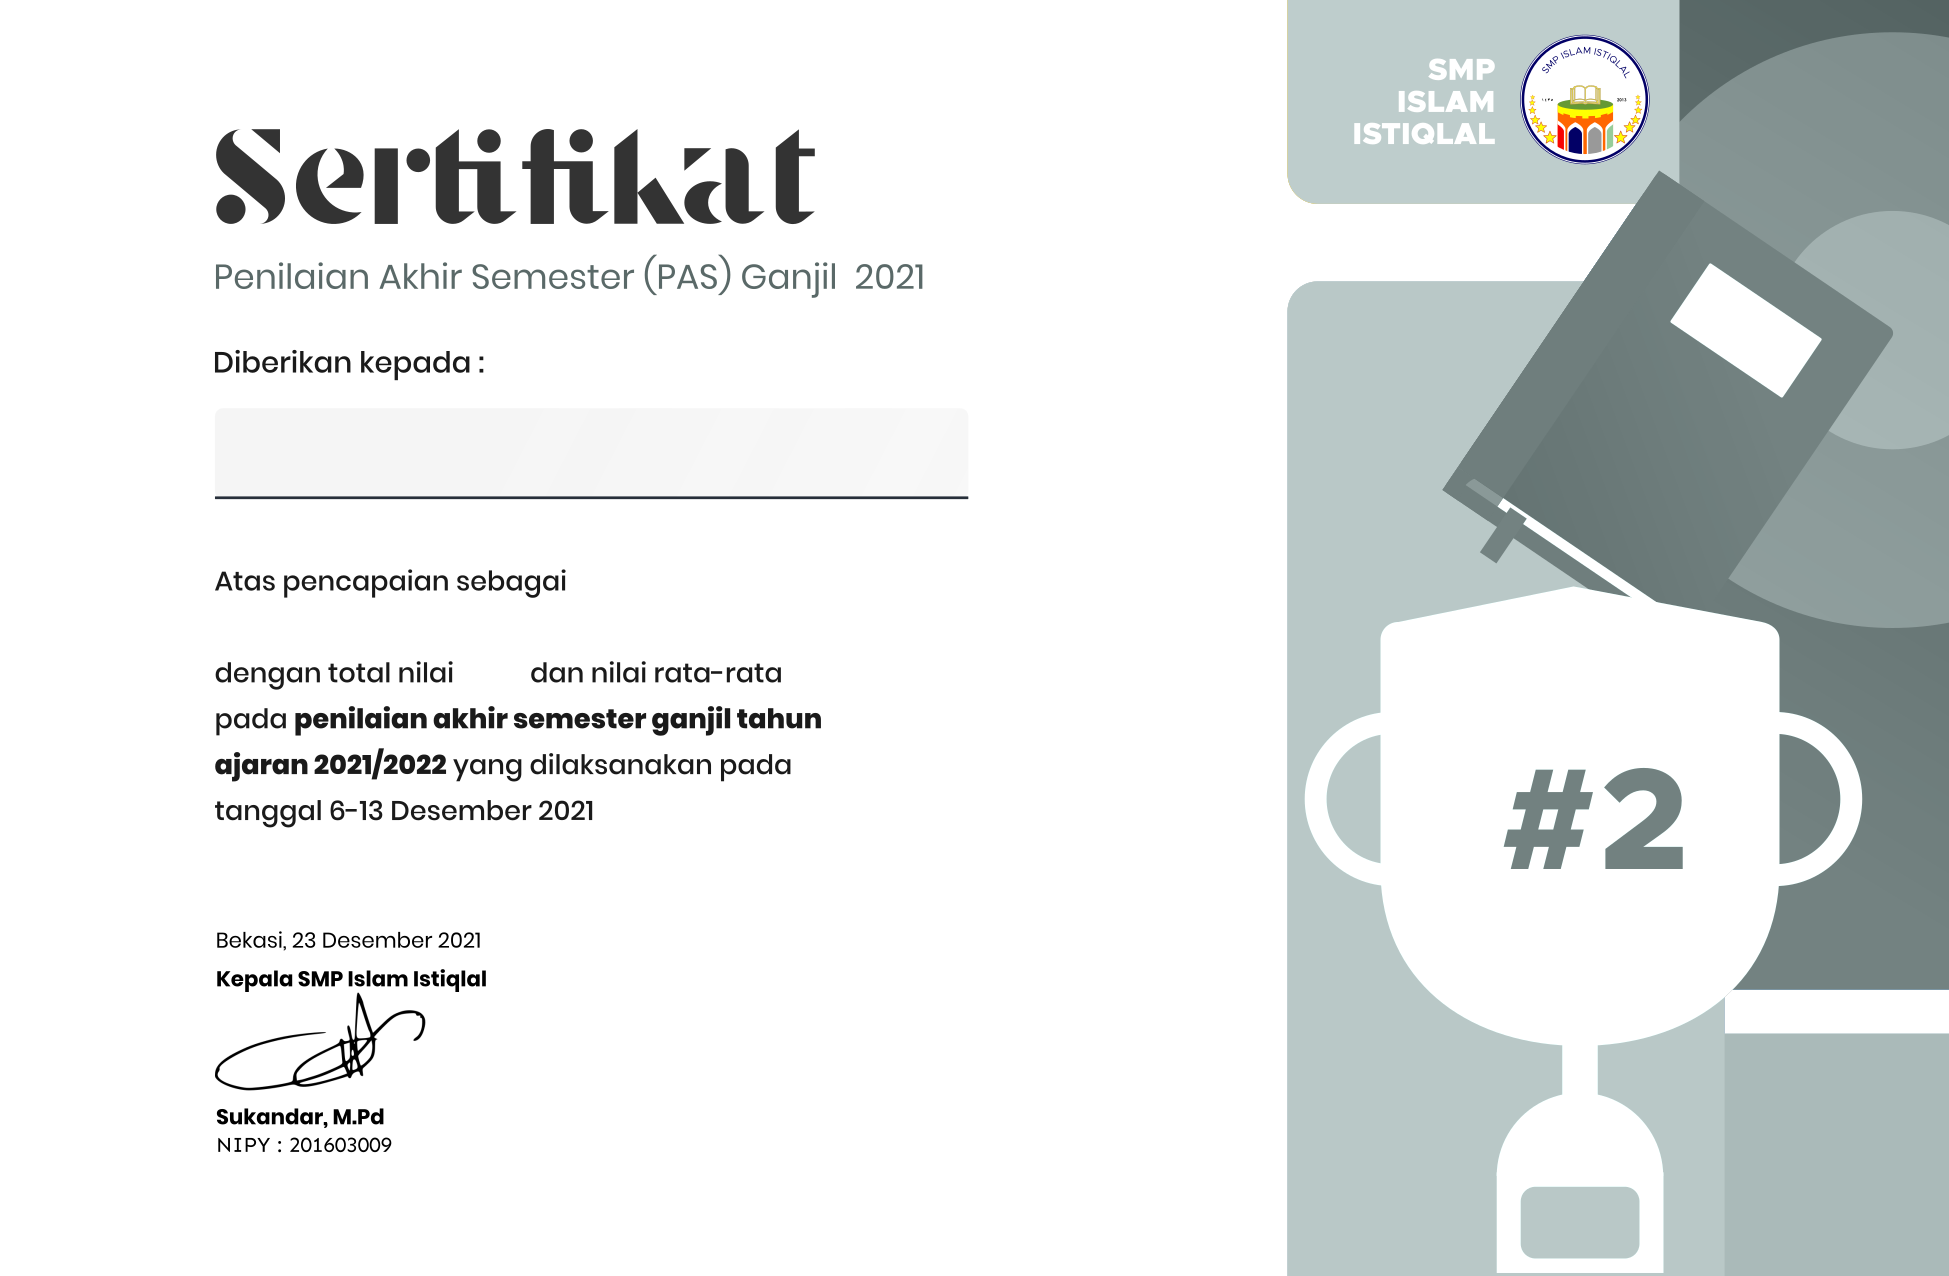 Sertifikat
Penilaian Akhir Semester (PAS) Ganjil 2021
Diberikan kepada :
Atas pencapaian sebagai
dengan total nilai dan nilai rata-rata
pada penilaian akhir semester ganjil tahun
ajaran 2021/2022 yang dilaksanakan pada
tanggal 6-13 Desember 2021
Bekasi, 23 Desember 2021
Kepala SMP Islam Istiqlal
Sukandar, M.Pd
NIPY : 201603009
SMP
ISLAM
ISTIQLAL
SMP ISLAM ISTIQLAL
2013
#2